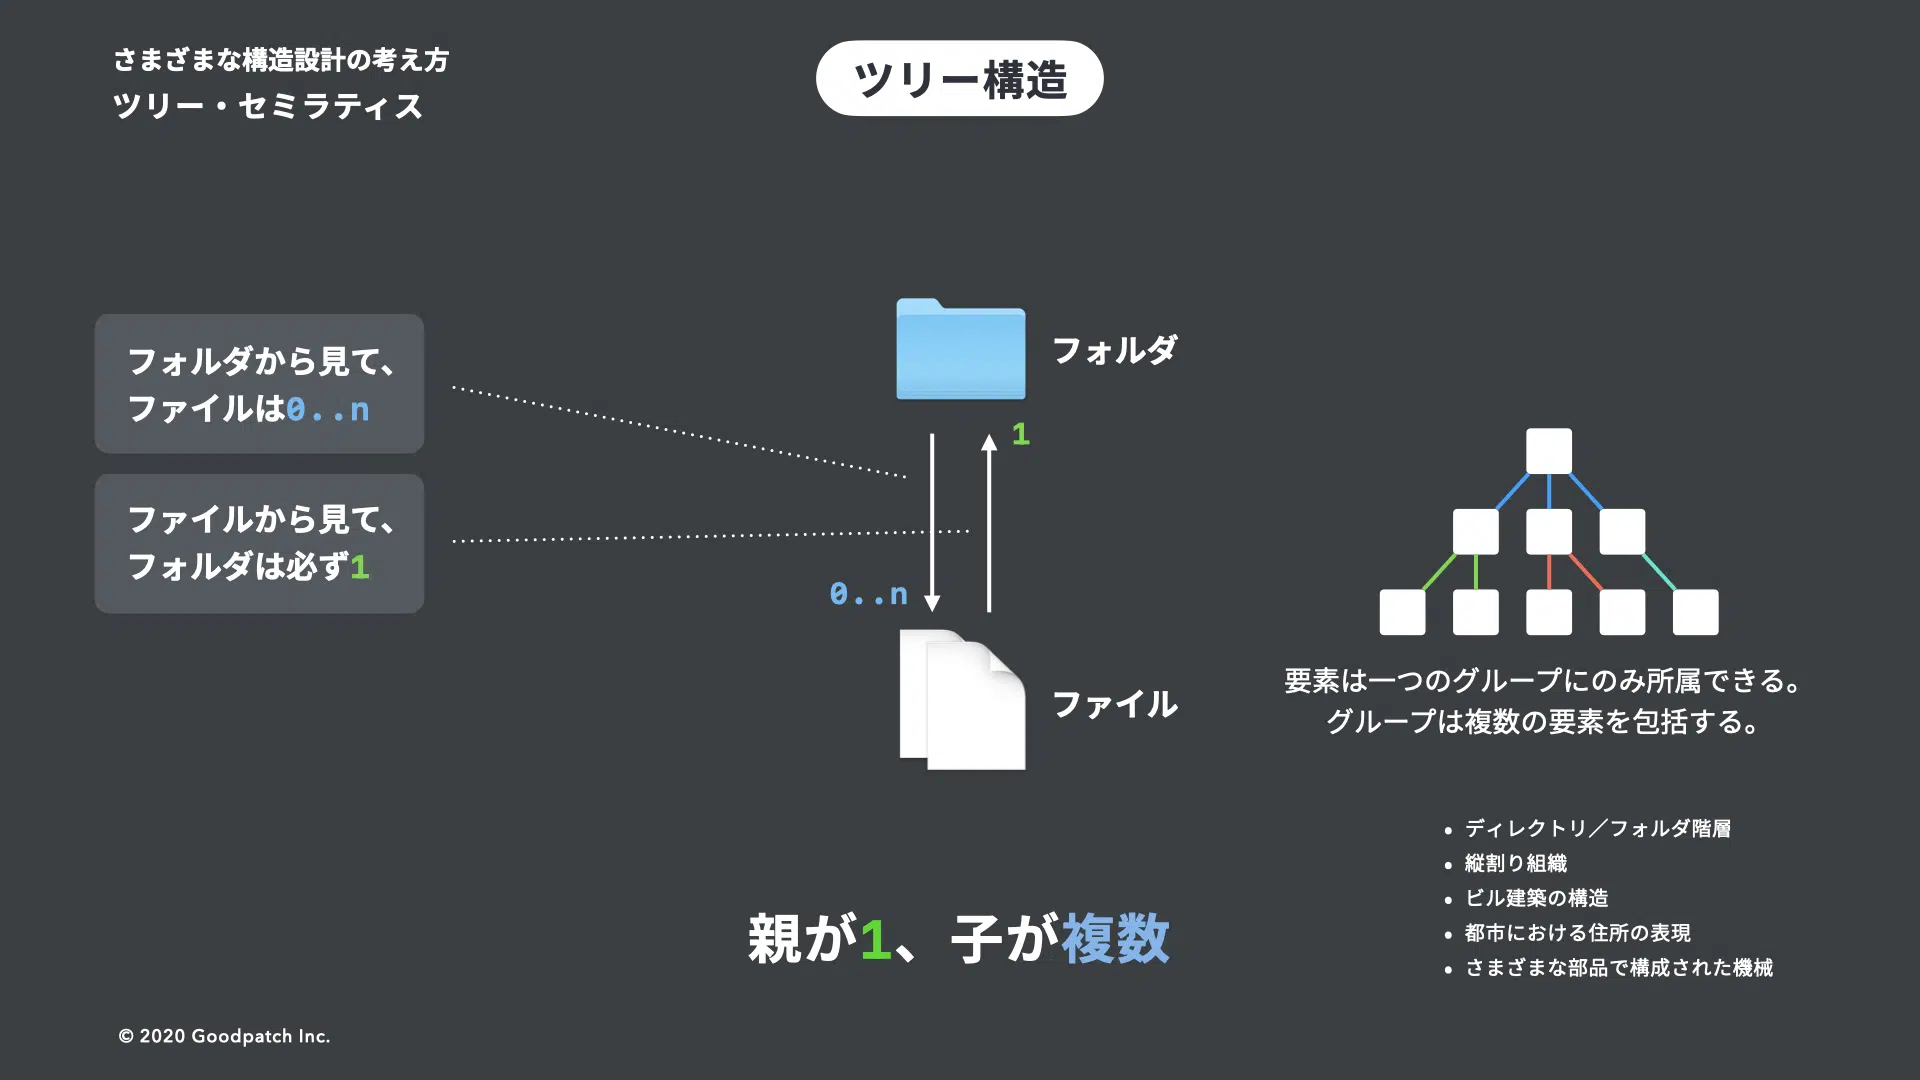 さまざまな構造設計の考え方
ツリー・セミラティス
ツリー構造
フォルダから見て、
ファイルは0..n
ファイルから見て、
フォルダは必ず1
フォルダ
1
0..n
ファイル
要素は一つのグループにのみ所属できる。
グループは複数の要素を包括する。
• ディレクトリ／フォルダ階層
• 縦割り組織
• ビル建築の構造
• 都市における住所の表現
• さまざまな部品で構成された機械
親が1、子が複数
© 2020 Goodpatch Inc.